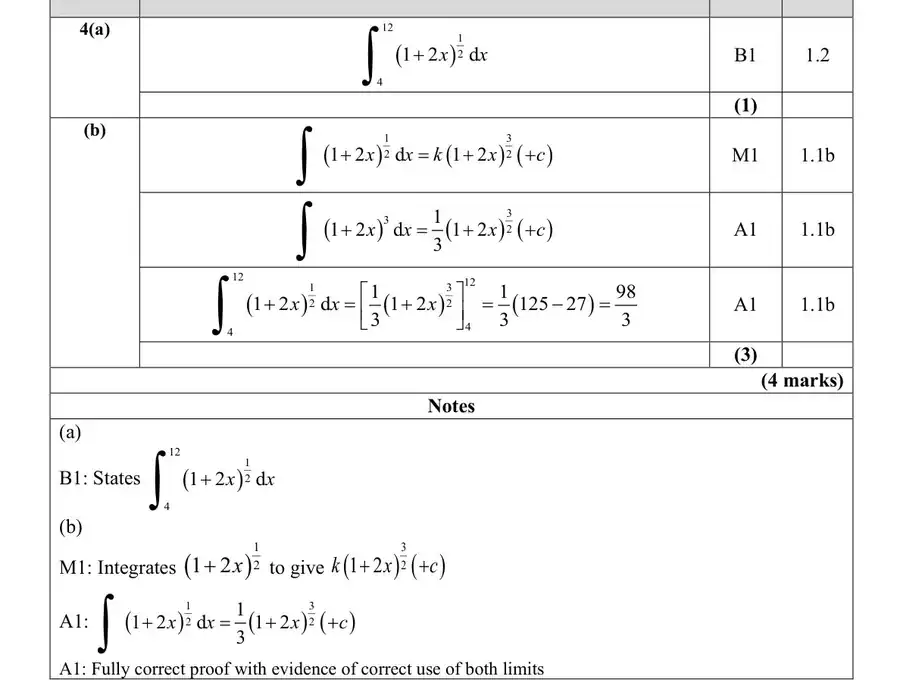 4(a) ∫₄¹² (1+2x)^(1/2) dx B1 1.2
(1)
(b) ∫ (1+2x)^(1/2) dx = k(1+2x)^(3/2) (+c) M1 1.1b
∫ (1+2x)^3 dx = 1/3 (1+2x)^(3/2) (+c) A1 1.1b
∫₄¹² (1+2x)^(1/2) dx = [1/3 (1+2x)^(3/2)]₄¹² = 1/3 (125−27) = 98/3 A1 1.1b
(3)
(4 marks)
Notes
(a)
B1: States ∫₄¹² (1+2x)^(1/2) dx
(b)
M1: Integrates (1+2x)^(1/2) to give k(1+2x)^(3/2) (+c)
A1: ∫ (1+2x)^(1/2) dx = 1/3 (1+2x)^(3/2) (+c)
A1: Fully correct proof with evidence of correct use of both limits